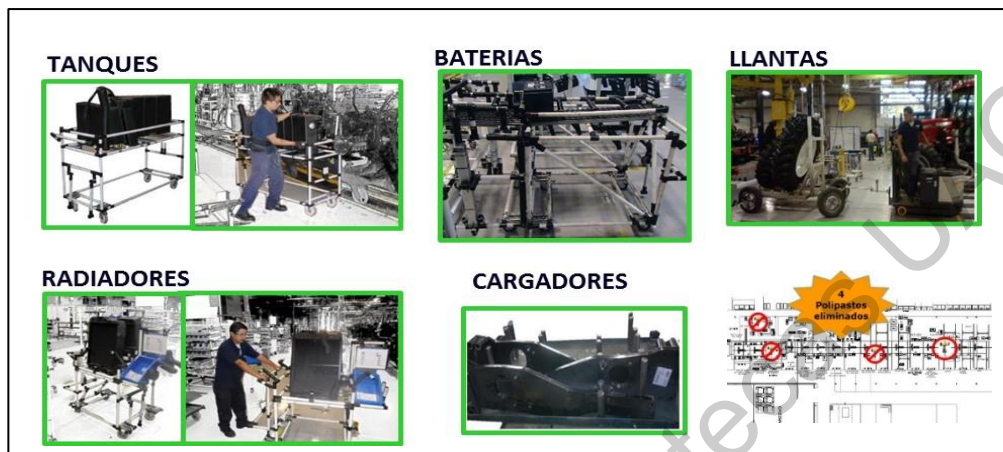 TANQUES
BATERIAS
LLANTAS
RADIADORES
CARGADORES
4
Polipastos
eliminados